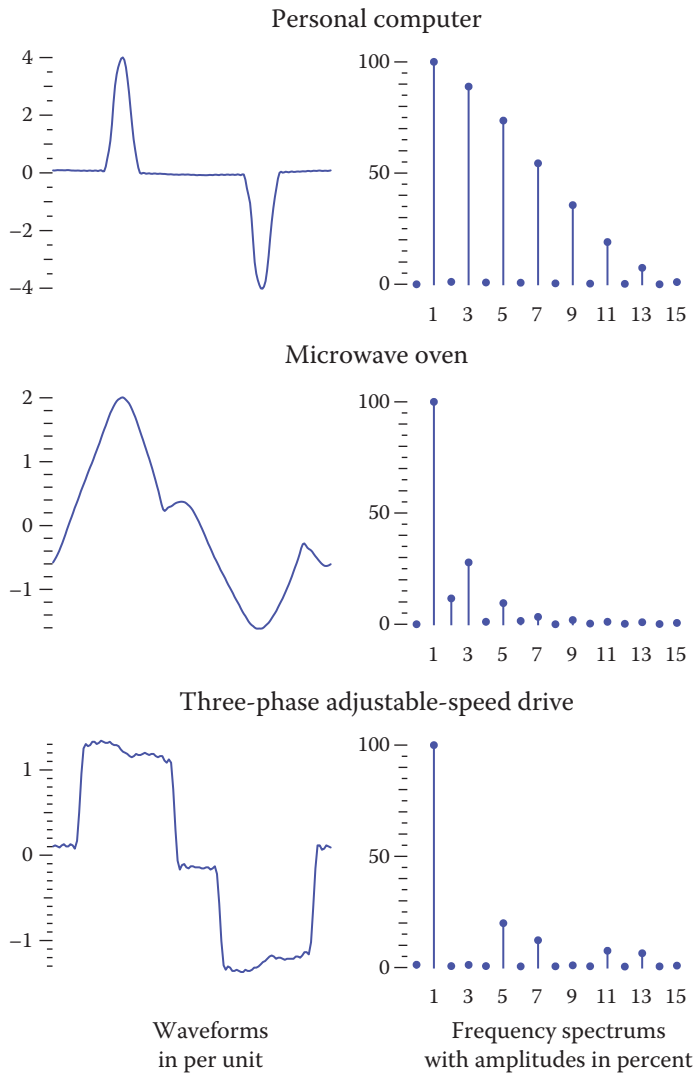 Personal computer
4
2
0
−2
−4
100
50
0
1 3 5 7 9 11 13 15
Microwave oven
2
1
0
−1
100
50
0
1 3 5 7 9 11 13 15
Three-phase adjustable-speed drive
1
0
−1
100
50
0
1 3 5 7 9 11 13 15
Waveforms
in per unit
Frequency spectrums
with amplitudes in percent